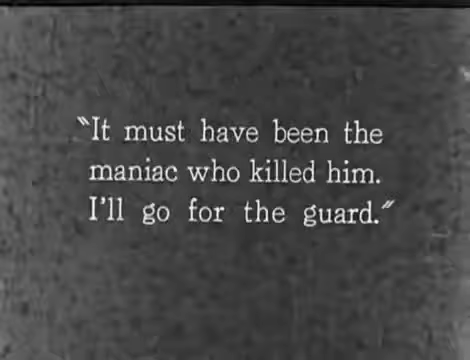 "It must have been the
maniac who killed him.
I'll go for the guard."